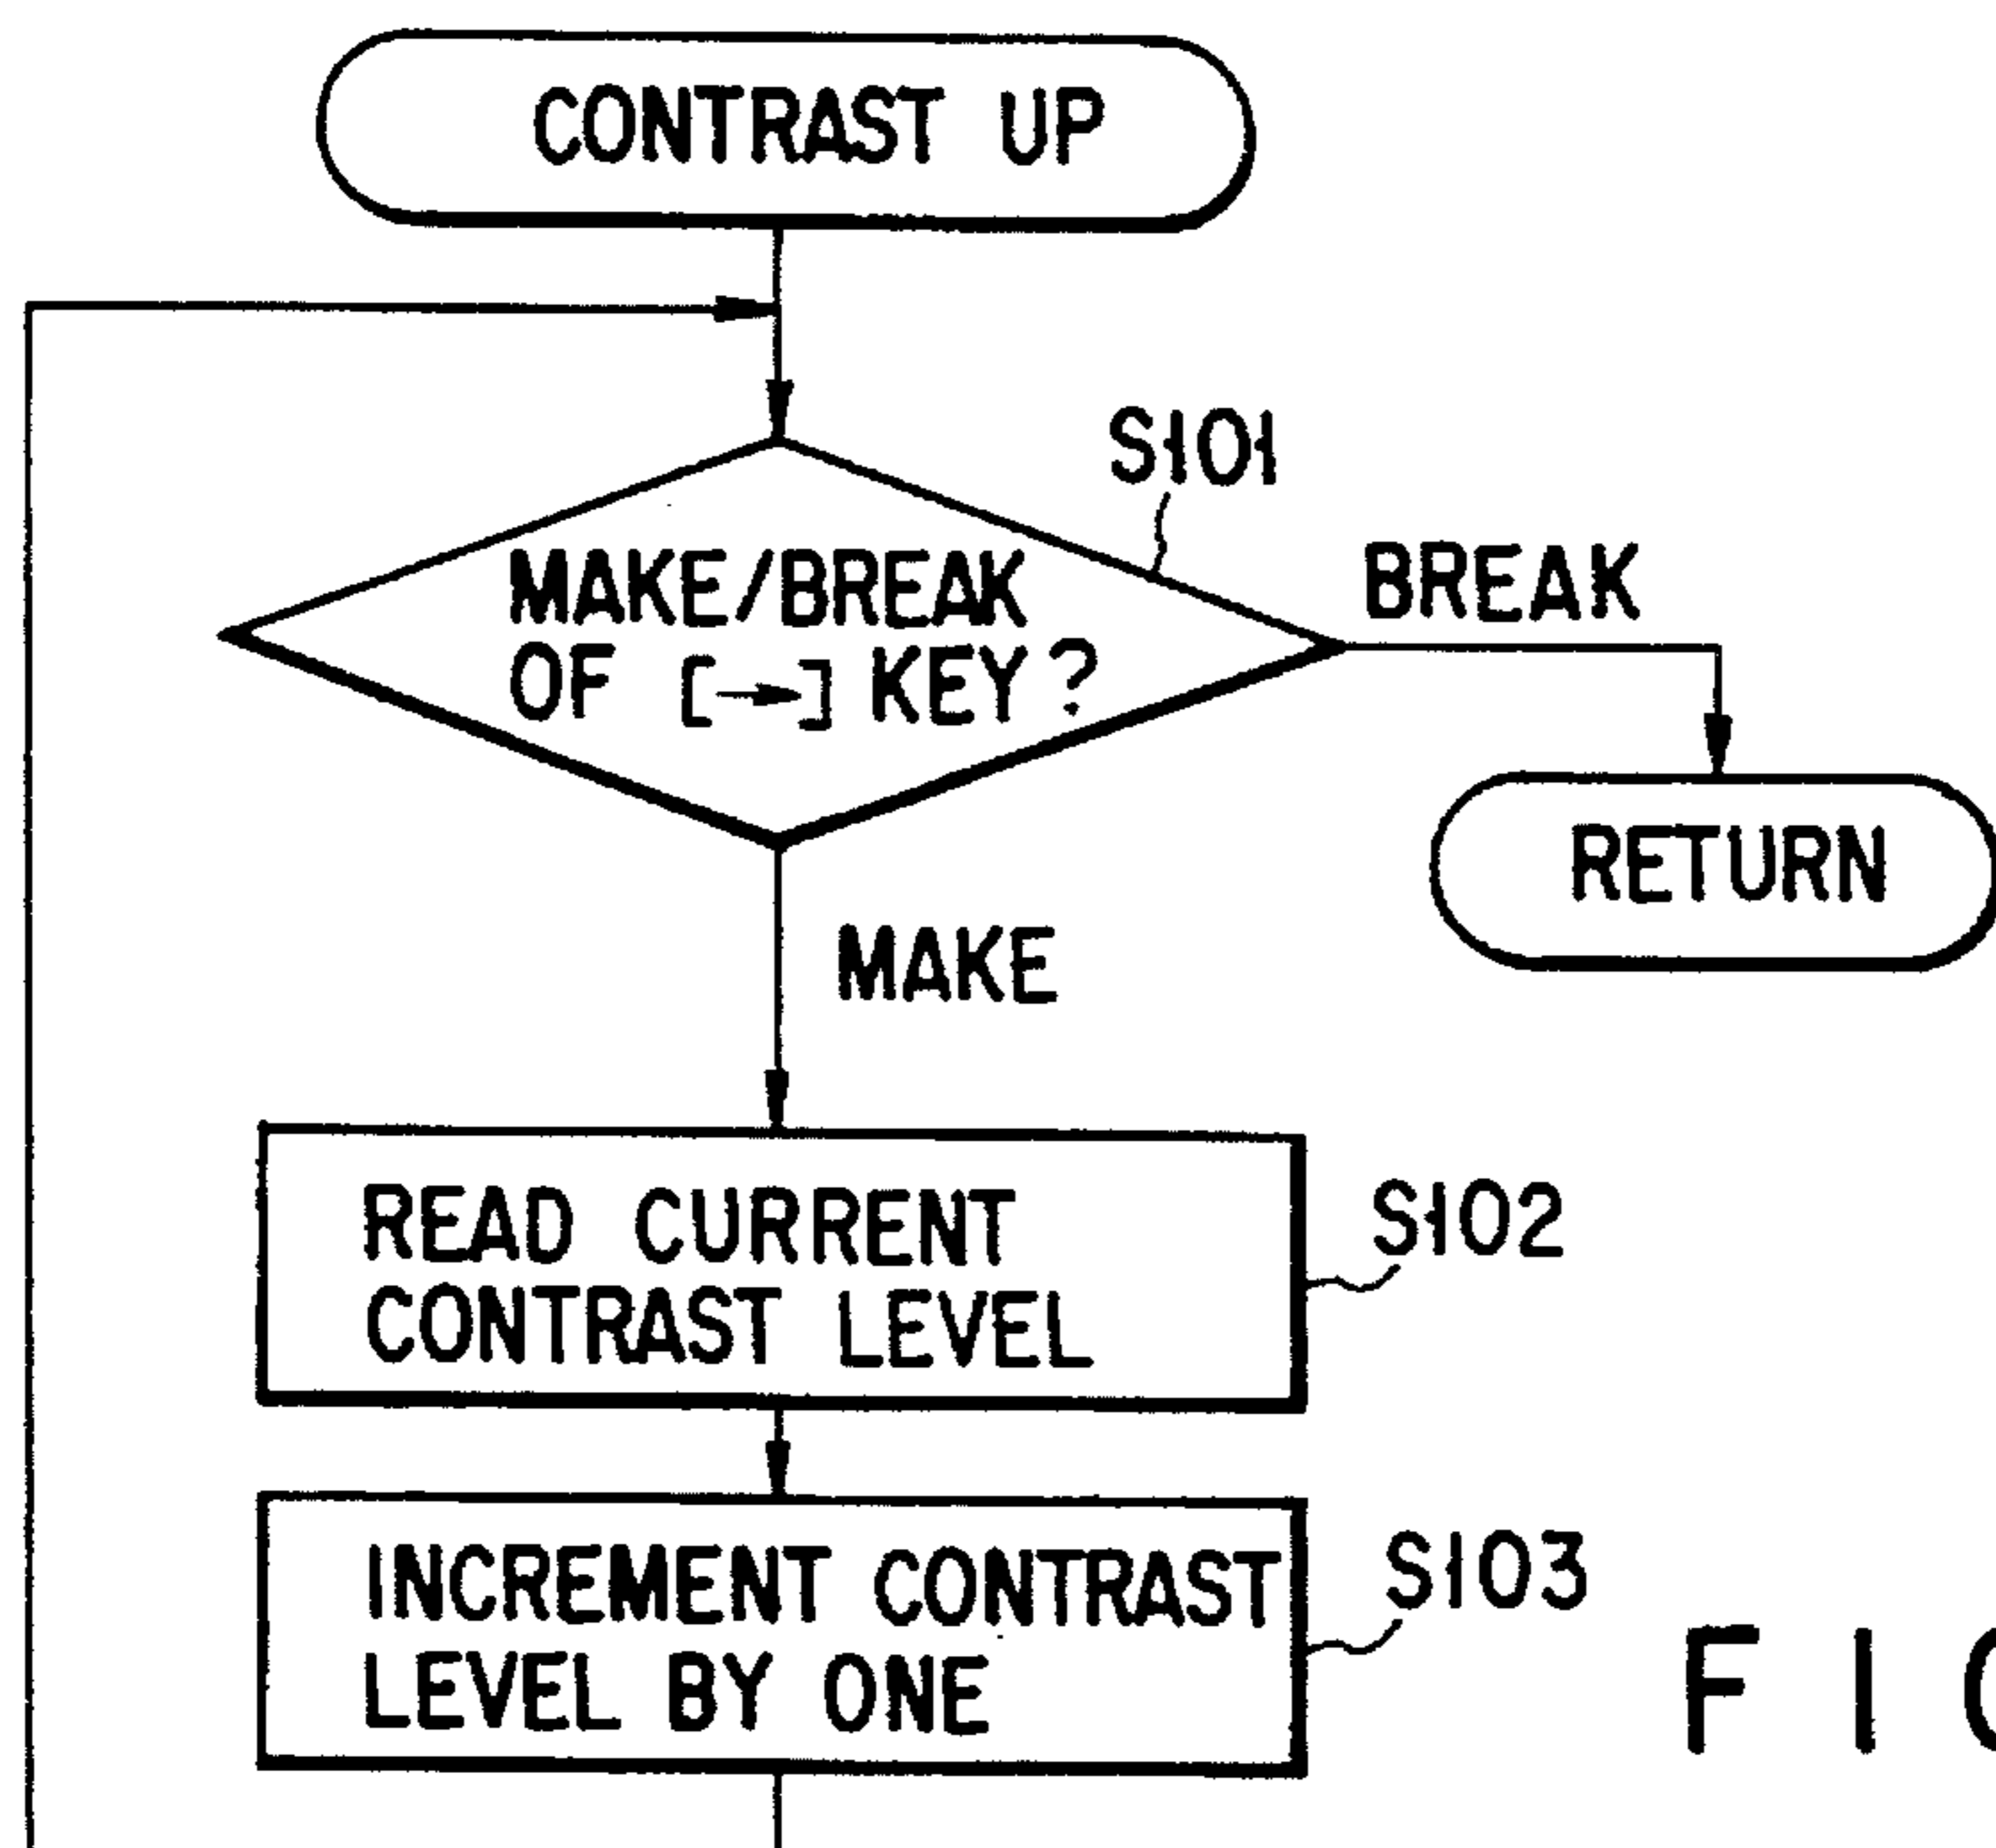 CONTRAST UP
S101
MAKE/BREAK
OF [→] KEY?
BREAK
RETURN
MAKE
READ CURRENT
CONTRAST LEVEL
S102
INCREMENT CONTRAST
LEVEL BY ONE
S103